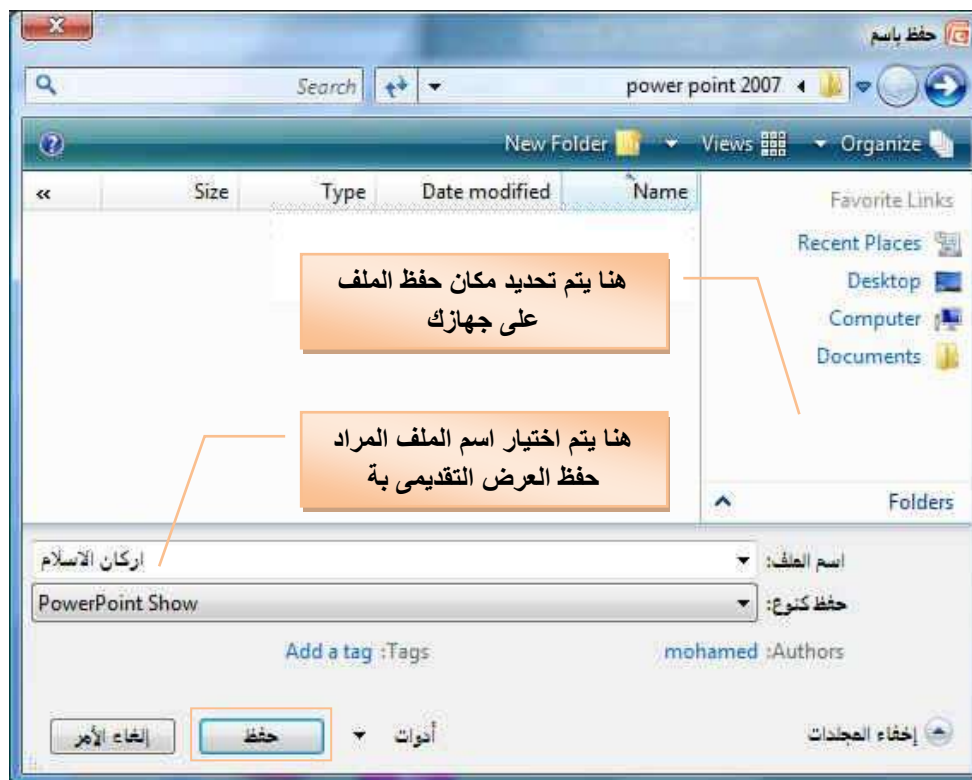 حفظ باسم
power point 2007
Search
Organize
Views
New Folder
Name
Date modified
Type
Size
Favorite Links
Recent Places
Desktop
Computer
Documents
Folders
هنا يتم تحديد مكان حفظ الملف
على جهازك
هنا يتم اختيار اسم الملف المراد
حفظ العرض التقديمى بة
اسم الملف:
اركان الاسلام
حفظ كنوع:
PowerPoint Show
Authors: mohamed
Tags: Add a tag
إخفاء المجلدات
أدوات
حفظ
إلغاء الأمر